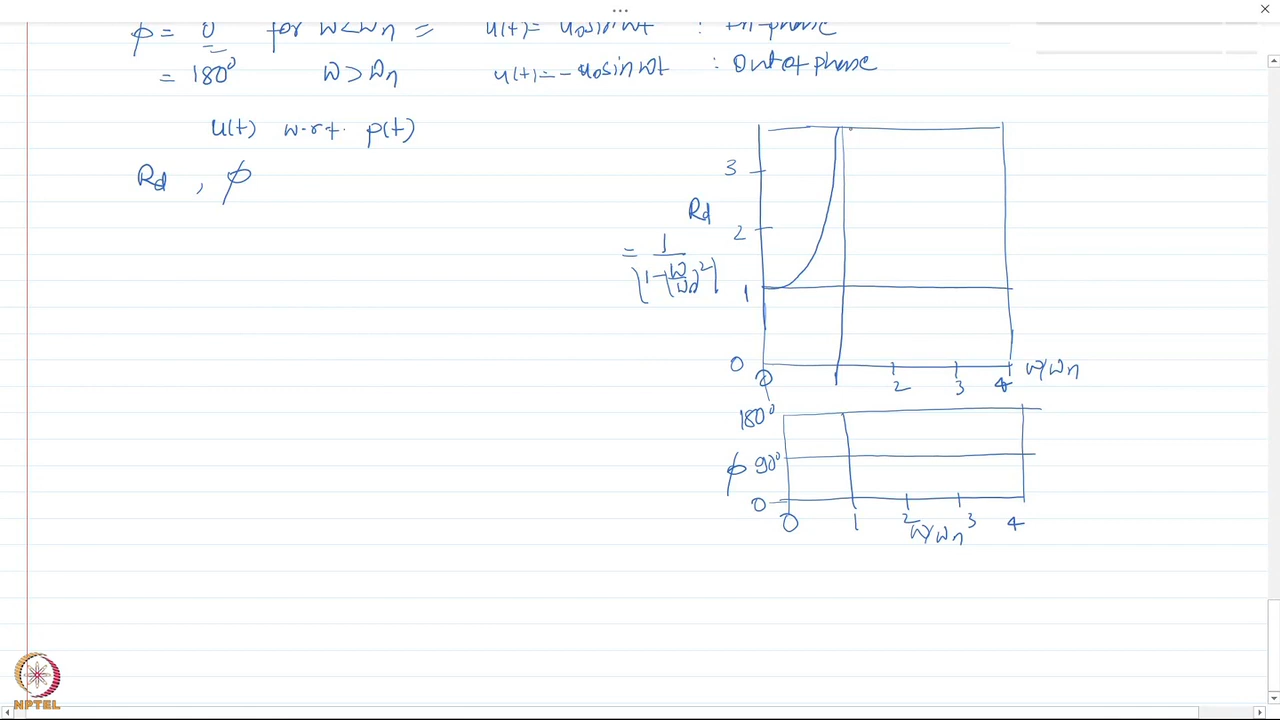 φ = 0 for ω<ωn = u(t) = u0 sin ωt : in-phase
= 180° ω > ωn u(t) = - u0 sin ωt : Out of phase
u(t) w.r.t. p(t)
Rd , φ
3
Rd
2
= 1/|1-(ω/ωn)²|
1
0
0 1 2 3 4 ω/ωn
180°
φ 90°
0
0 1 2 3 4
ω/ωn
NPTEL